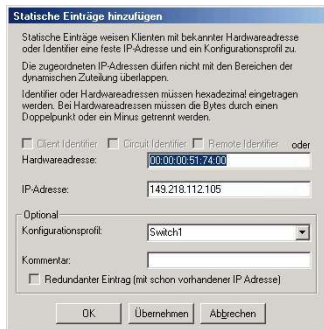 Statische Einträge hinzufügen
Statische Einträge weisen Klienten mit bekannter Hardwareadresse
oder Identifier eine feste IP-Adresse und ein Konfigurationsprofil zu.
Die zugeordneten IP-Adressen dürfen nicht mit den Bereichen der
dynamischen Zuteilung überlappen.
Identifier oder Hardwareadressen müssen hexadezimal eingetragen
werden. Bei Hardwareadressen müssen die Bytes durch einen
Doppelpunkt oder ein Minus getrennt werden.
Client Identifier Circuit Identifier Remote Identifier oder
Hardwareadresse: 00:00:00:51:74:00
IP-Adresse: 149.218.112.105
Optional
Konfigurationsprofil: Switch1
Kommentar:
Redundanter Eintrag (mit schon vorhandener IP Adresse)
OK Übernehmen Abbrechen